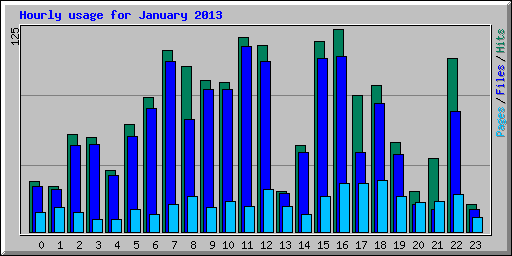 Hourly usage for January 2013
125
Pages / Files / Hits
0 1 2 3 4 5 6 7 8 9 10 11 12 13 14 15 16 17 18 19 20 21 22 23